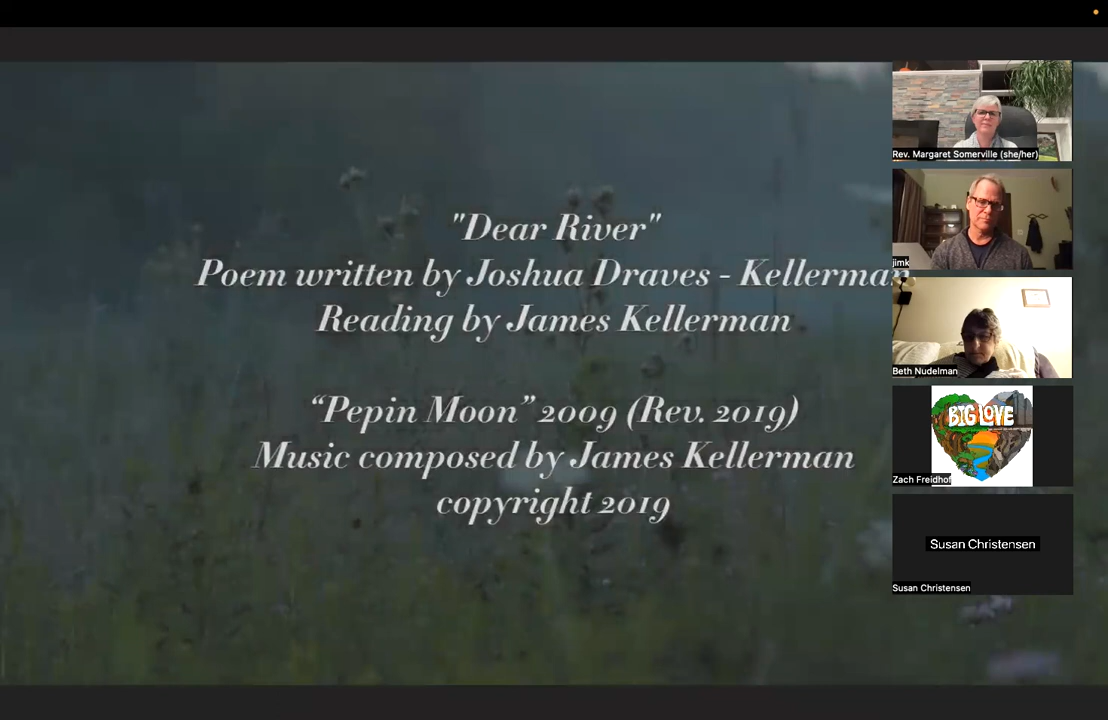 "Dear River"
Poem written by Joshua Draves - Kellerman
Reading by James Kellerman
“Pepin Moon” 2009 (Rev. 2019)
Music composed by James Kellerman
copyright 2019
Rev. Margaret Somerville (she/her)
jimk
Beth Nudelman
BIG LOVE
Zach Freidhof
Susan Christensen
Susan Christensen